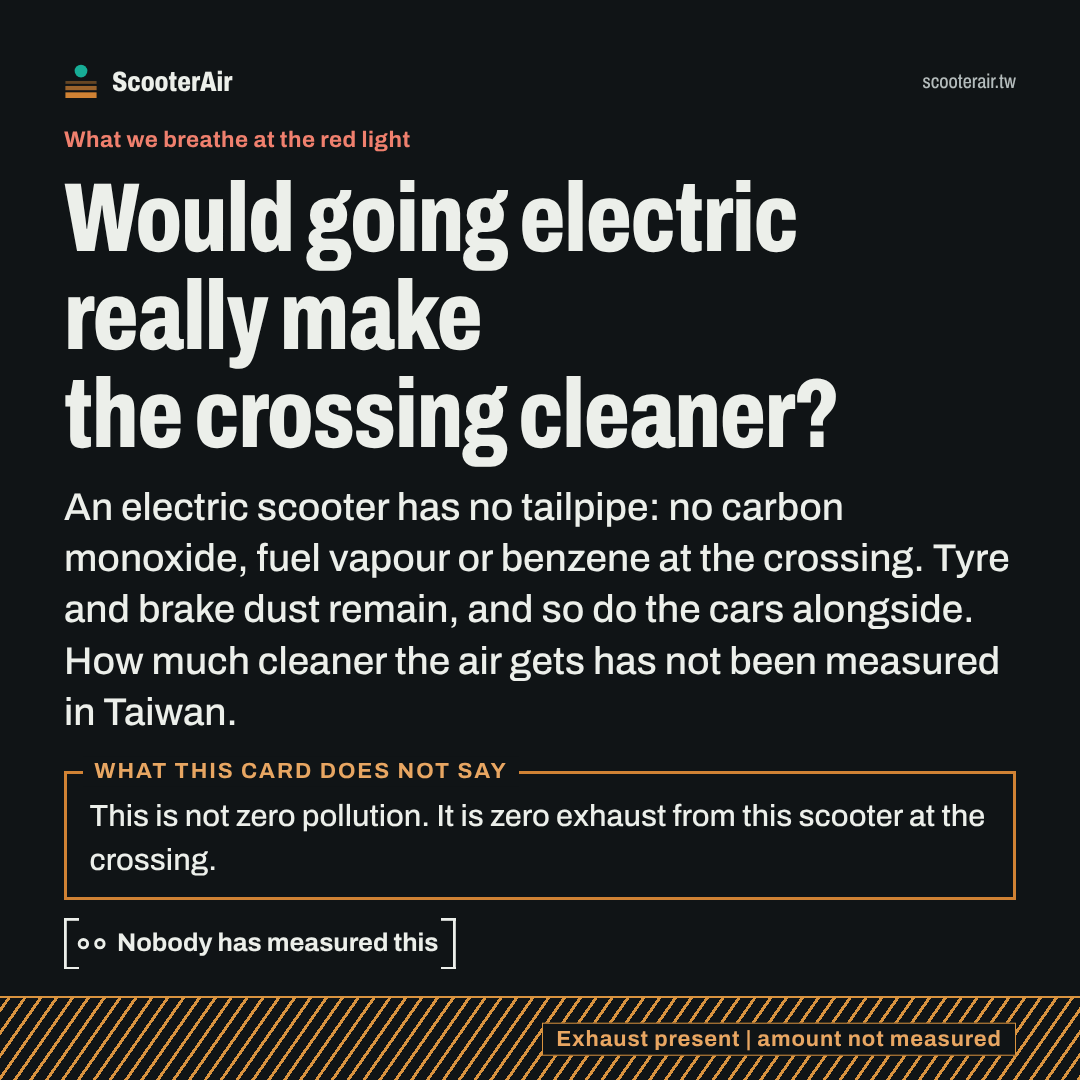 ScooterAir
scooterair.tw
What we breathe at the red light
Would going electric
really make
the crossing cleaner?
An electric scooter has no tailpipe: no carbon
monoxide, fuel vapour or benzene at the crossing. Tyre
and brake dust remain, and so do the cars alongside.
How much cleaner the air gets has not been measured
in Taiwan.
WHAT THIS CARD DOES NOT SAY
This is not zero pollution. It is zero exhaust from this scooter at the
crossing.
Nobody has measured this
Exhaust present | amount not measured